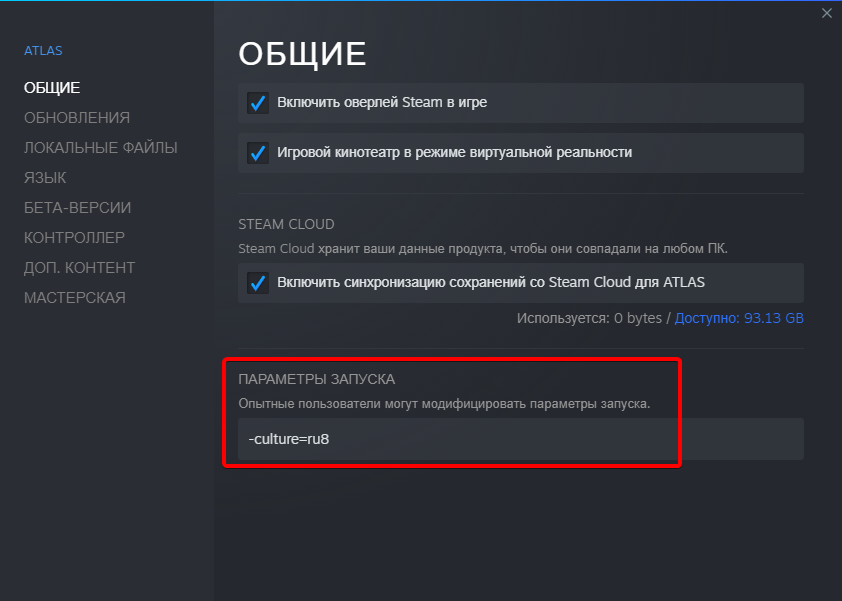 ATLAS
ОБЩИЕ
ОБНОВЛЕНИЯ
ЛОКАЛЬНЫЕ ФАЙЛЫ
ЯЗЫК
БЕТА-ВЕРСИИ
КОНТРОЛЛЕР
ДОП. КОНТЕНТ
МАСТЕРСКАЯ
ОБЩИЕ
Включить оверлей Steam в игре
Игровой кинотеатр в режиме виртуальной реальности
STEAM CLOUD
Steam Cloud хранит ваши данные продукта, чтобы они совпадали на любом ПК.
Включить синхронизацию сохранений со Steam Cloud для ATLAS
Используется: 0 bytes / Доступно: 93.13 GB
ПАРАМЕТРЫ ЗАПУСКА
Опытные пользователи могут модифицировать параметры запуска.
-culture=ru8